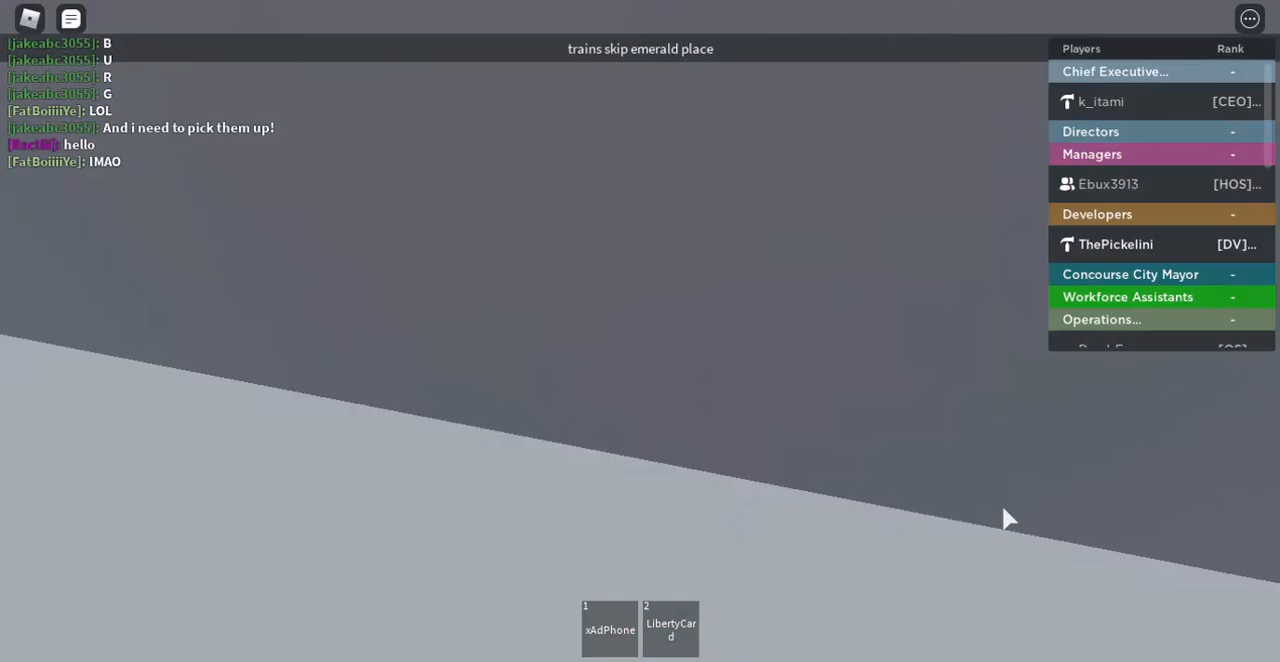 trains skip emerald place
[jakeabc3055]: B
[jakeabc3055]: U
[jakeabc3055]: R
[jakeabc3055]: G
[FatBoiiiiYe]: LOL
[jakeabc3055]: And i need to pick them up!
hello
[FatBoiiiiYe]: lMAO
Players Rank
Chief Executive... -
k_itami [CEO]...
Directors -
Managers -
Ebux3913 [HOS]...
Developers -
ThePickelini [DV]...
Concourse City Mayor -
Workforce Assistants -
Operations... -
1
xAdPhone
2
LibertyCar
d